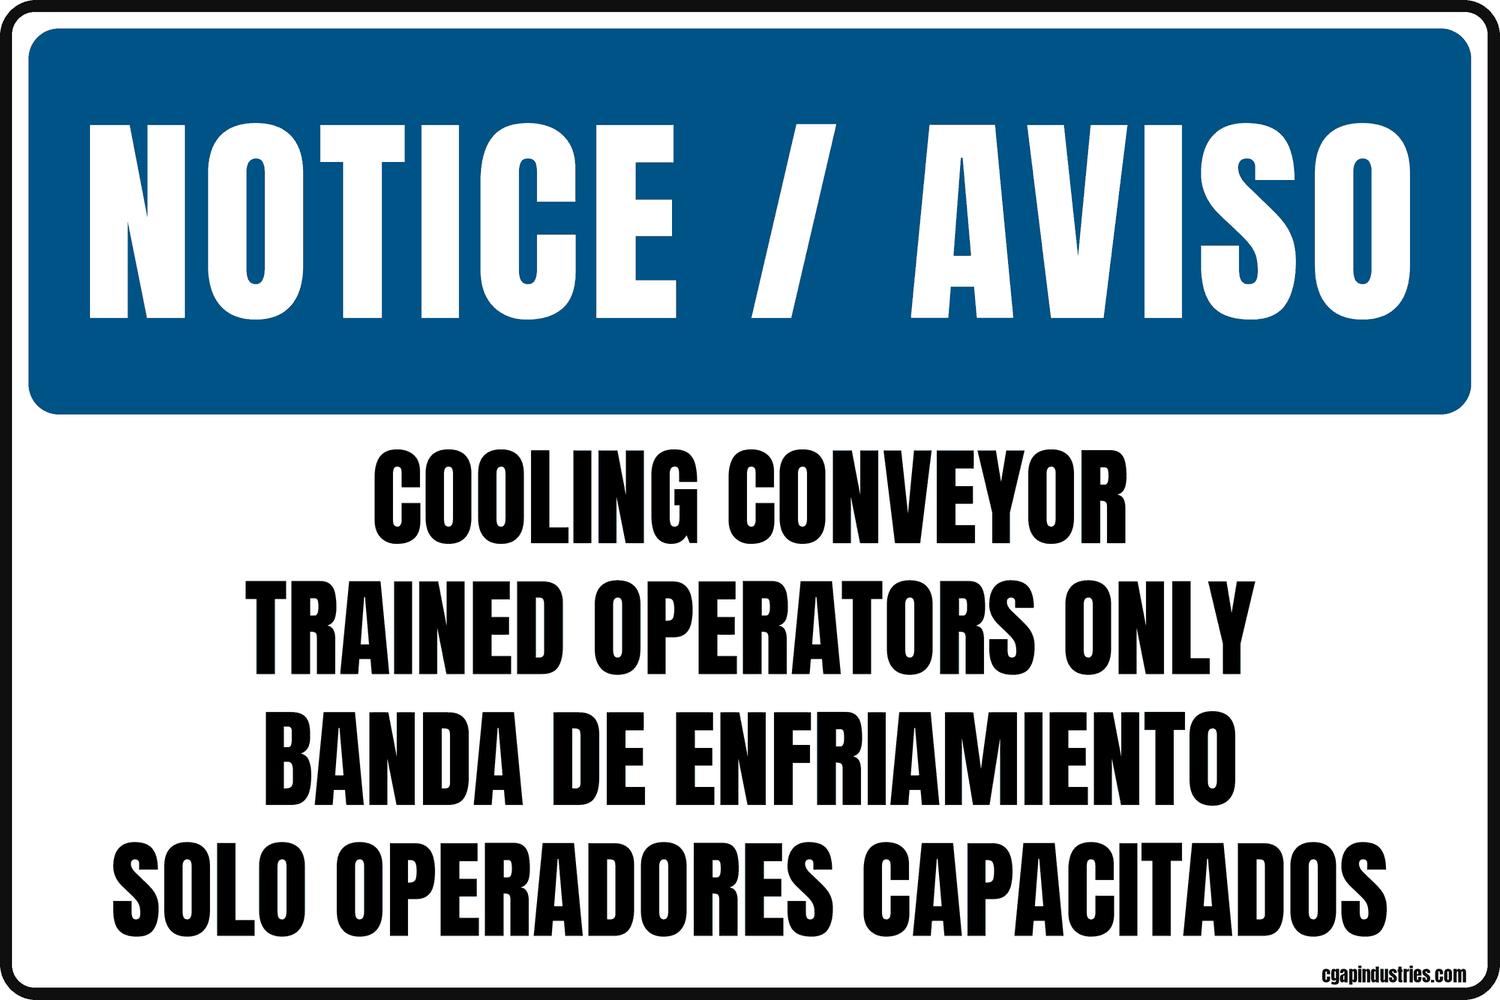 NOTICE / AVISO
COOLING CONVEYOR
TRAINED OPERATORS ONLY
BANDA DE ENFRIAMIENTO
SOLO OPERADORES CAPACITADOS
cgapindustries.com